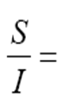 S/I =